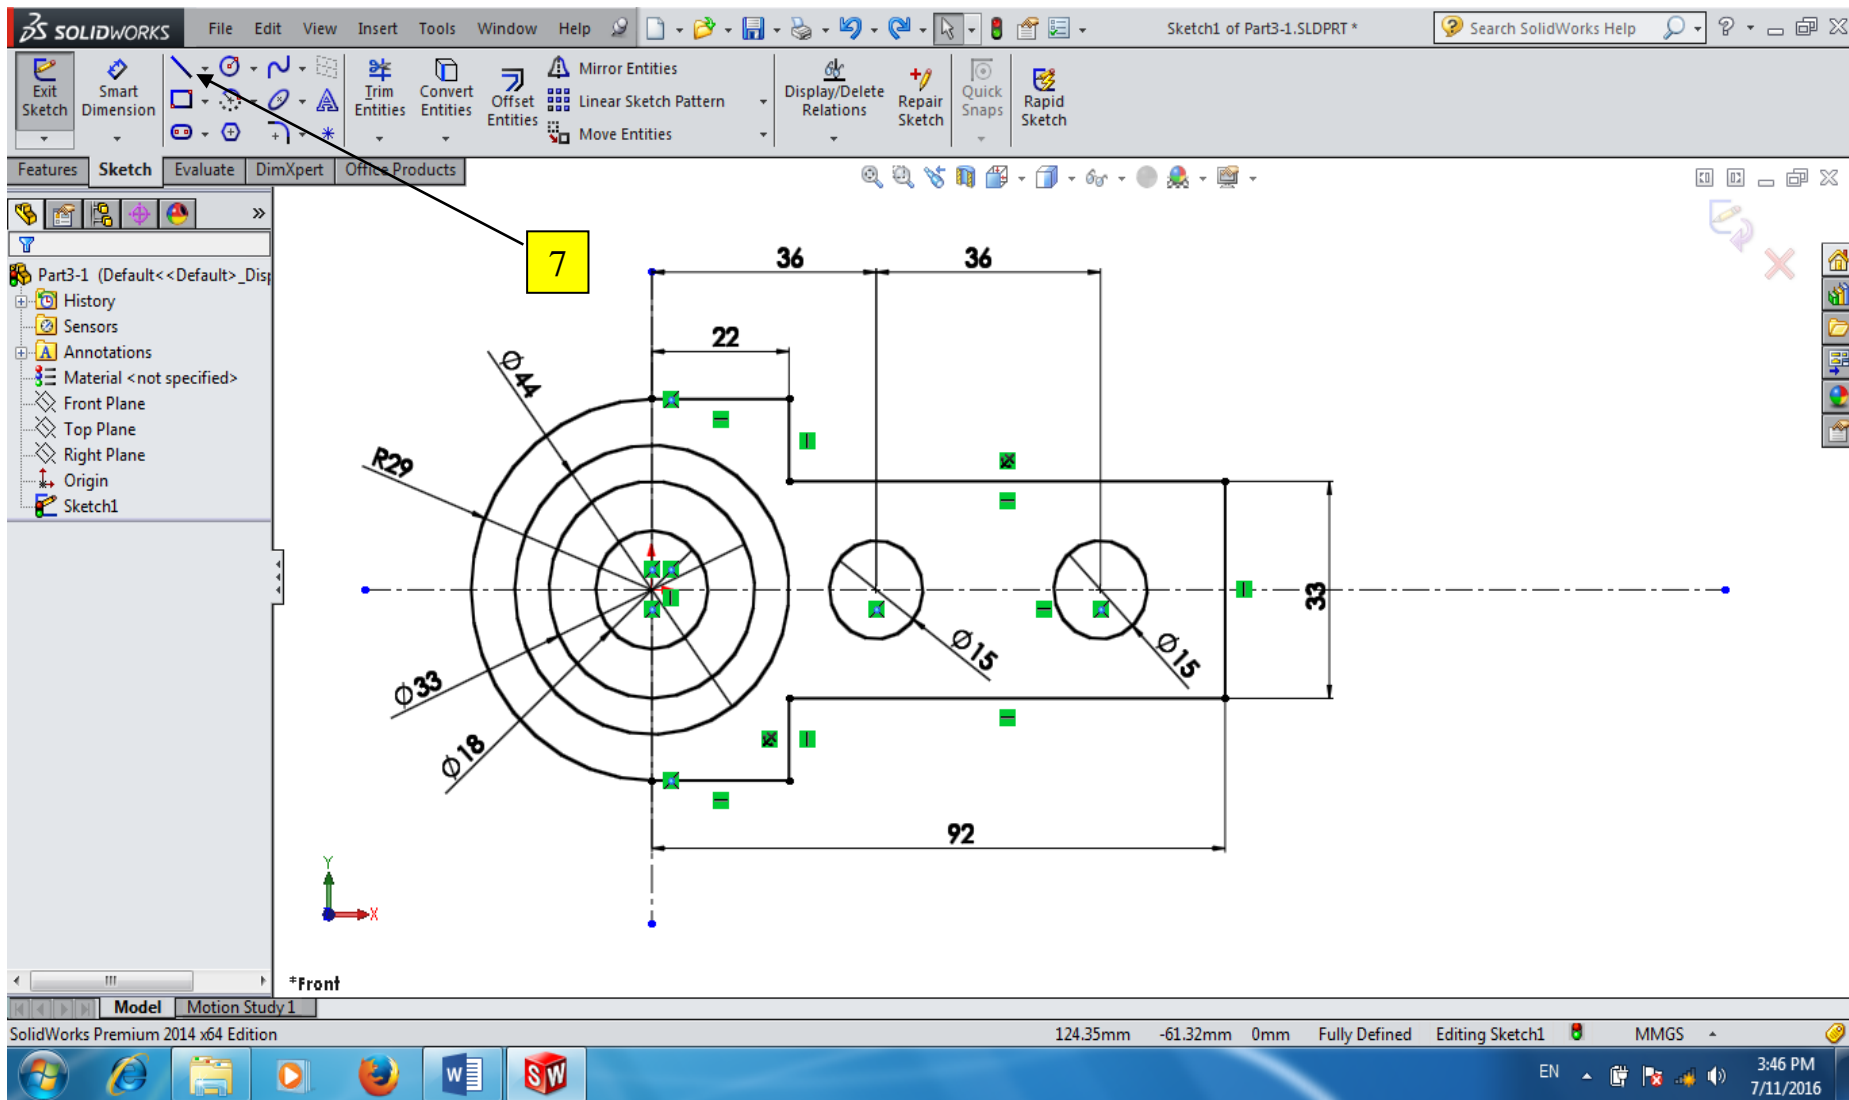 SOLIDWORKS File Edit View Insert Tools Window Help Sketch1 of Part3-1.SLDPRT * Search SolidWorks Help
Exit Sketch
Smart Dimension
Trim Entities
Convert Entities
Offset Entities
Mirror Entities
Linear Sketch Pattern
Move Entities
Display/Delete Relations
Repair Sketch
Quick Snaps
Rapid Sketch
Features Sketch Evaluate DimXpert Office Products
7
Part3-1 (Default<<Default>_Disp
History
Sensors
Annotations
Material <not specified>
Front Plane
Top Plane
Right Plane
Origin
Sketch1
36 36
22
Ø44
R29
33
Ø15
Ø15
Ø33
Ø18
92
Y
X
*Front
Model Motion Study 1
SolidWorks Premium 2014 x64 Edition 124.35mm -61.32mm 0mm Fully Defined Editing Sketch1 MMGS
EN 3:46 PM
7/11/2016